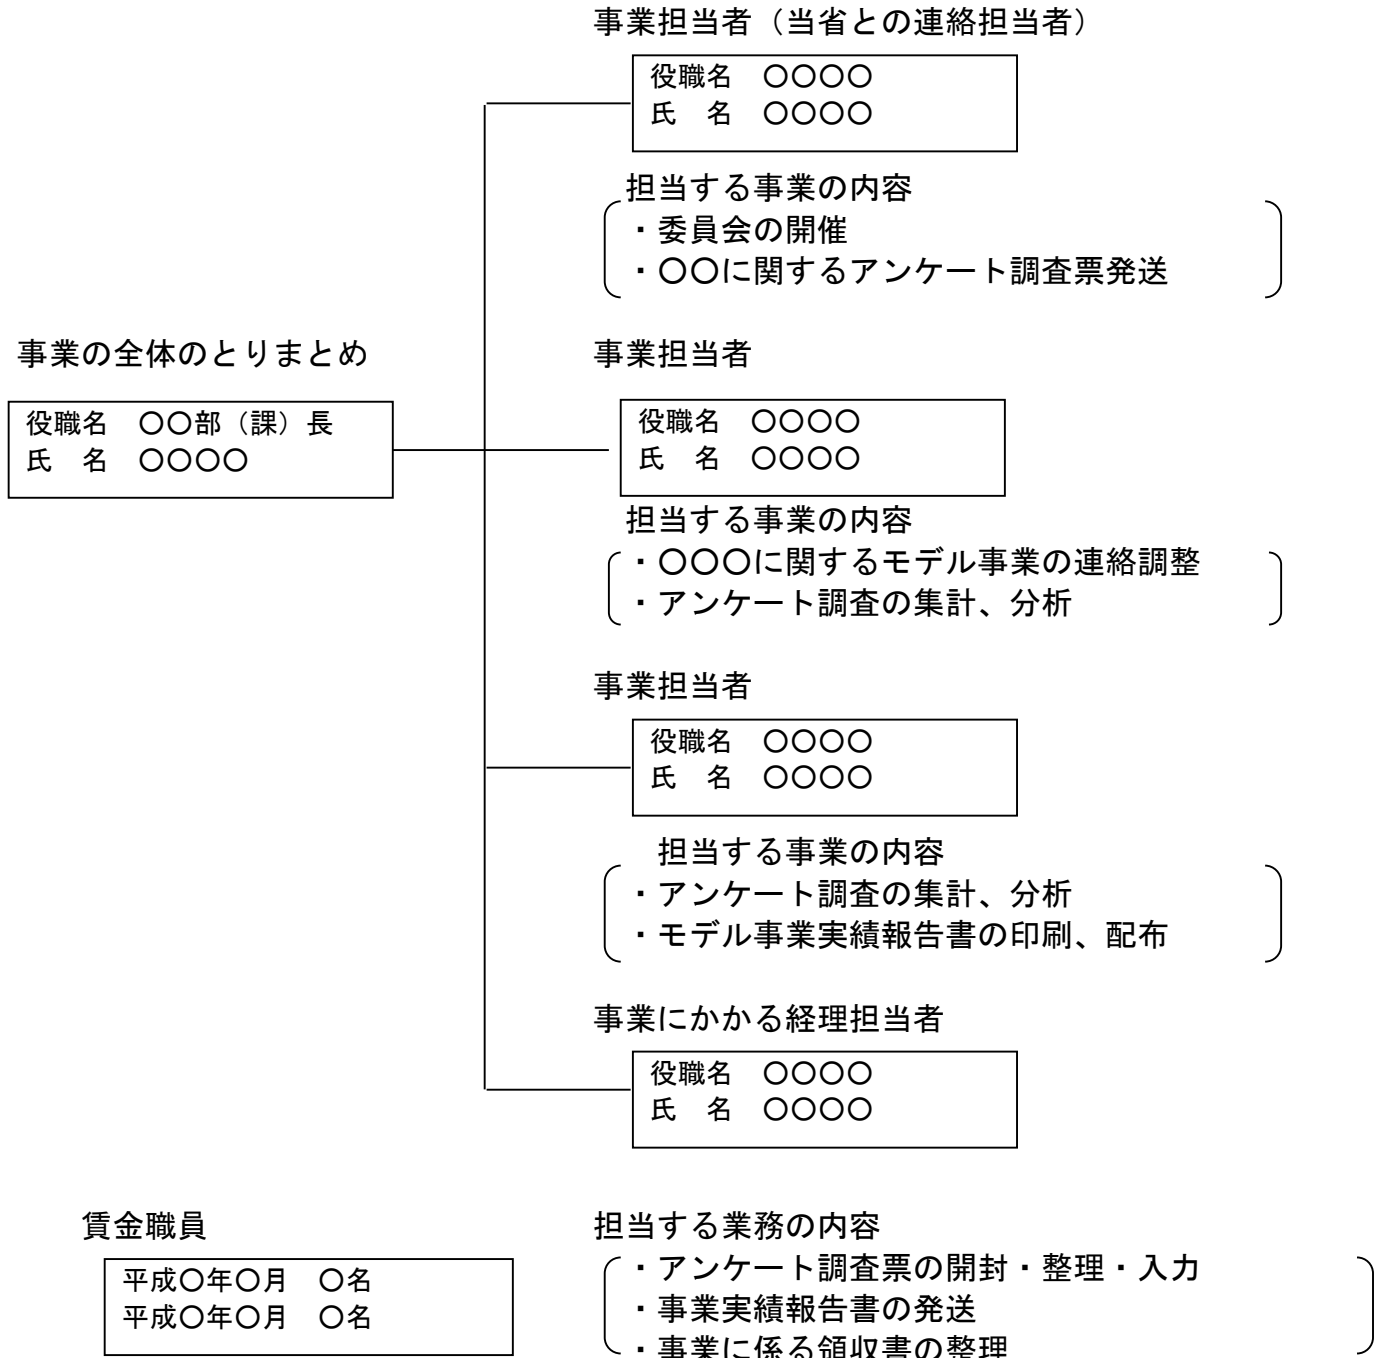 事業担当者（当省との連絡担当者）
役職名　〇〇〇〇
氏　名　〇〇〇〇
担当する事業の内容
・委員会の開催
・〇〇に関するアンケート調査票発送
事業の全体のとりまとめ
役職名　〇〇部（課）長
氏　名　〇〇〇〇
事業担当者
役職名　〇〇〇〇
氏　名　〇〇〇〇
担当する事業の内容
・〇〇〇に関するモデル事業の連絡調整
・アンケート調査の集計、分析
事業担当者
役職名　〇〇〇〇
氏　名　〇〇〇〇
担当する事業の内容
・アンケート調査の集計、分析
・モデル事業実績報告書の印刷、配布
事業にかかる経理担当者
役職名　〇〇〇〇
氏　名　〇〇〇〇
賃金職員
平成〇年〇月　〇名
平成〇年〇月　〇名
担当する業務の内容
・アンケート調査票の開封・整理・入力
・事業実績報告書の発送
・事業に係る領収書の整理